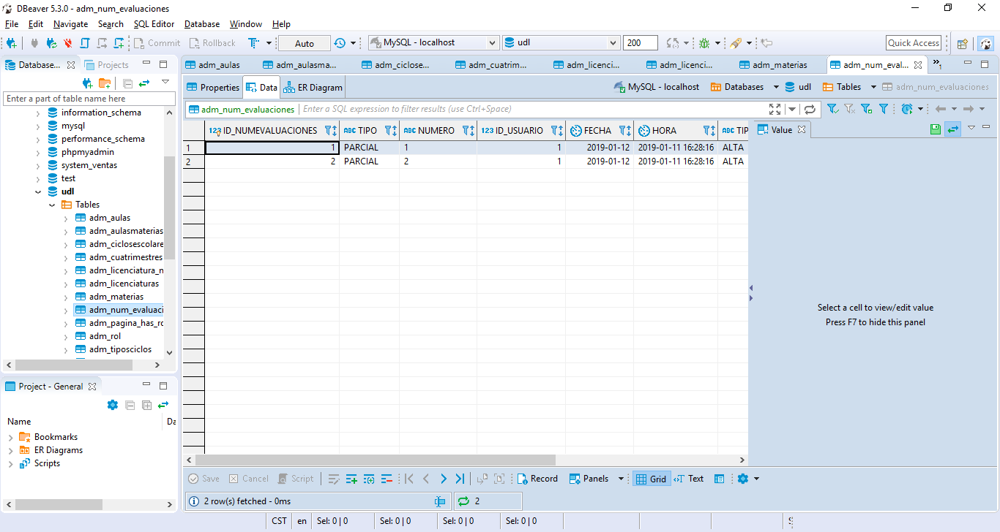 DBeaver 5.3.0 - adm_num_evaluaciones
File Edit Navigate Search SQL Editor Database Window Help
Commit Rollback Auto MySQL - localhost udl 200 Quick Access
Database... Projects
adm_aulas adm_aulasma... adm_ciclose... adm_cuatrim... adm_licenci... adm_licenci... adm_materias adm_num_eval... »1
Properties Data ER Diagram MySQL - localhost Databases udl Tables adm_num_evaluaciones
Enter a part of table name here
adm_num_evaluaciones Enter a SQL expression to filter results (use Ctrl+Space)
information_schema
mysql
performance_schema
phpmyadmin
system_ventas
test
udl
Tables
adm_aulas
adm_aulasmaterias
adm_ciclosescolare
adm_cuatrimestres
adm_licenciatura_n
adm_licenciaturas
adm_materias
adm_num_evaluaci
adm_pagina_has_ro
adm_rol
adm_tiposciclos
123 ID_NUMEVALUACIONES ABC TIPO ABC NUMERO 123 ID_USUARIO FECHA HORA ABC TIP
1 1 PARCIAL 1 1 2019-01-12 2019-01-11 16:28:16 ALTA
2 2 PARCIAL 2 1 2019-01-12 2019-01-11 16:28:16 ALTA
Value
Select a cell to view/edit value
Press F7 to hide this panel
Project - General
Name Da
Bookmarks
ER Diagrams
Scripts
Save Cancel Script Record Panels Grid Text
2 row(s) fetched - 0ms 2
CST en Sel: 0 | 0 Sel: 0 | 0 Sel: 0 | 0 Sel: 0 | 0